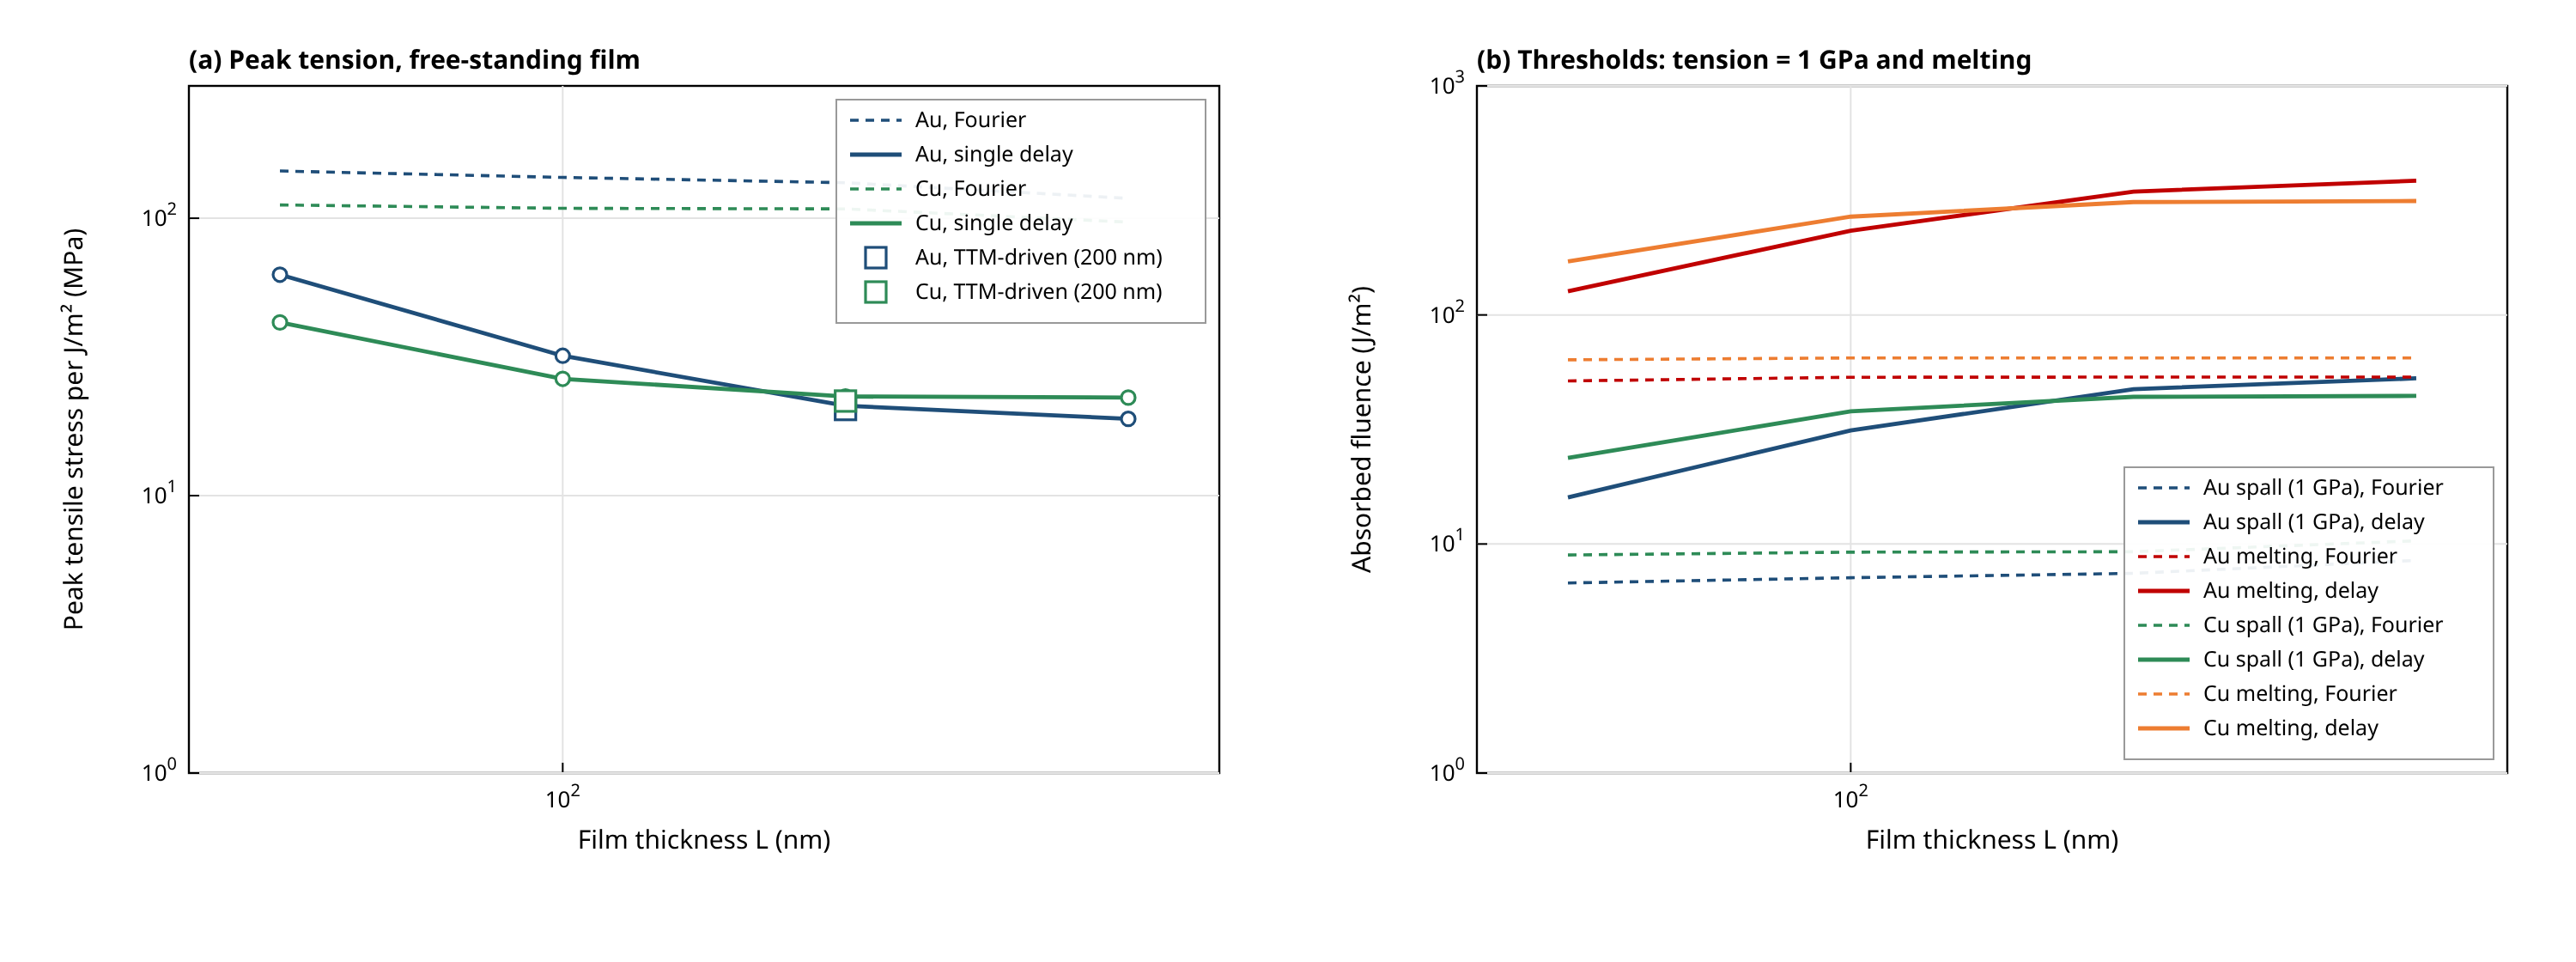 (a) Peak tension, free-standing film
Peak tensile stress per J/m² (MPa)
10²
10¹
10⁰
Au, Fourier
Au, single delay
Cu, Fourier
Cu, single delay
Au, TTM-driven (200 nm)
Cu, TTM-driven (200 nm)
10²
Film thickness L (nm)
(b) Thresholds: tension = 1 GPa and melting
Absorbed fluence (J/m²)
10³
10²
10¹
10⁰
Au spall (1 GPa), Fourier
Au spall (1 GPa), delay
Au melting, Fourier
Au melting, delay
Cu spall (1 GPa), Fourier
Cu spall (1 GPa), delay
Cu melting, Fourier
Cu melting, delay
10²
Film thickness L (nm)